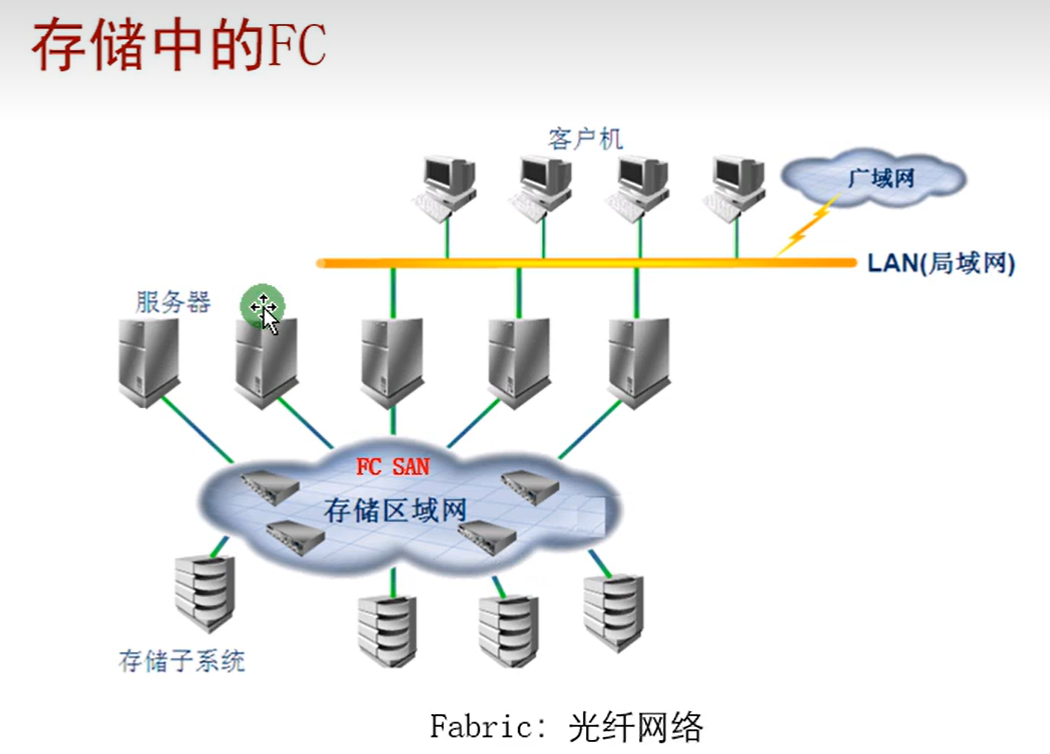 存储中的FC
客户机
广域网
LAN(局域网)
服务器
FC SAN
存储区域网
存储子系统
Fabric: 光纤网络